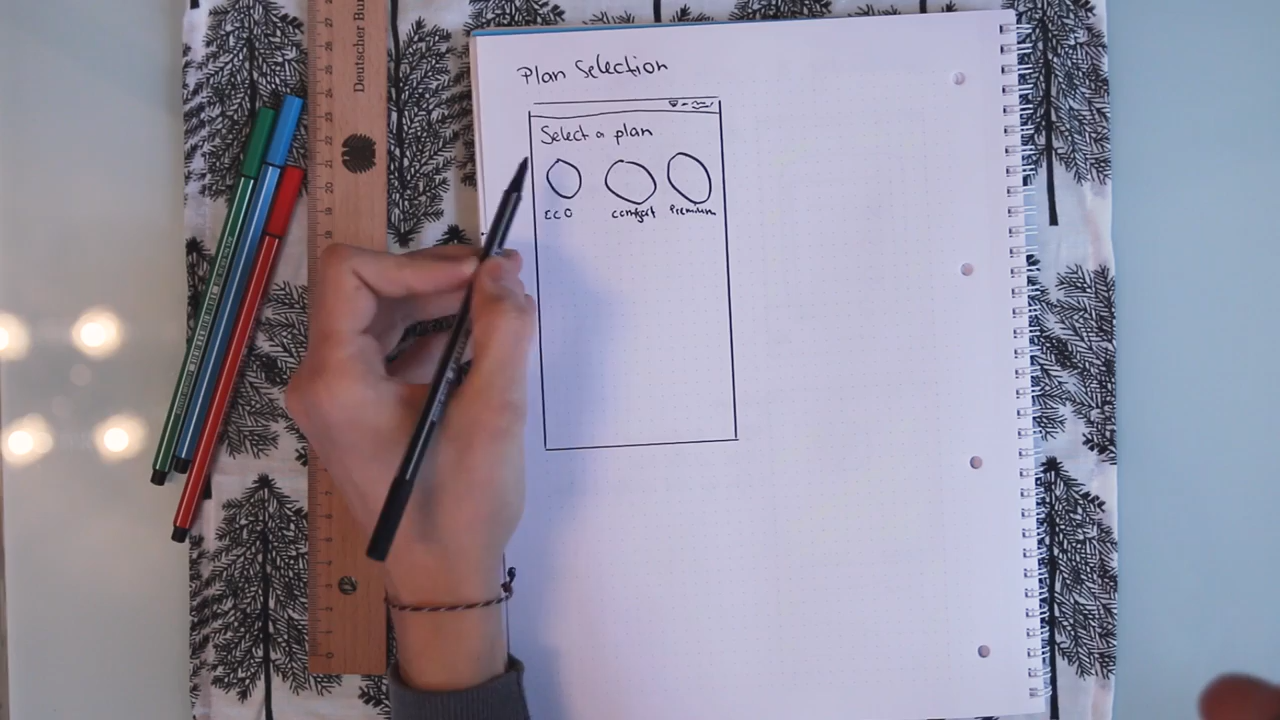 Plan Selection
Select a plan
ECO comfort Premium
Deutscher Bu